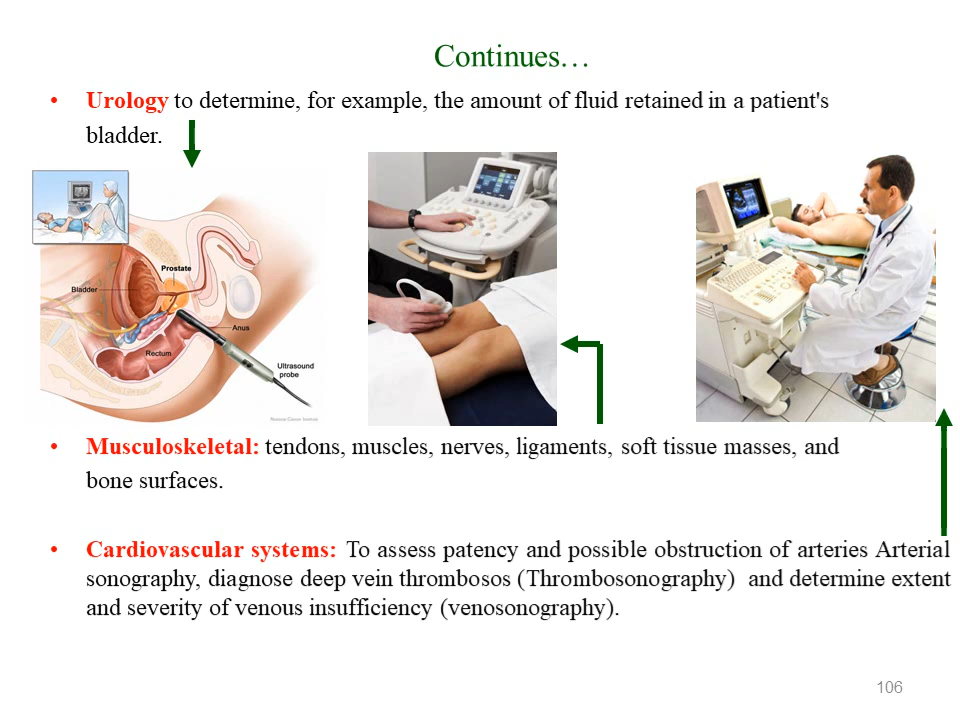 Continues…
• Urology to determine, for example, the amount of fluid retained in a patient's
bladder.
Prostate
Bladder
Anus
Rectum
Ultrasound
probe
• Musculoskeletal: tendons, muscles, nerves, ligaments, soft tissue masses, and
bone surfaces.
• Cardiovascular systems: To assess patency and possible obstruction of arteries Arterial
sonography, diagnose deep vein thrombosos (Thrombosonography) and determine extent
and severity of venous insufficiency (venosonography).
106